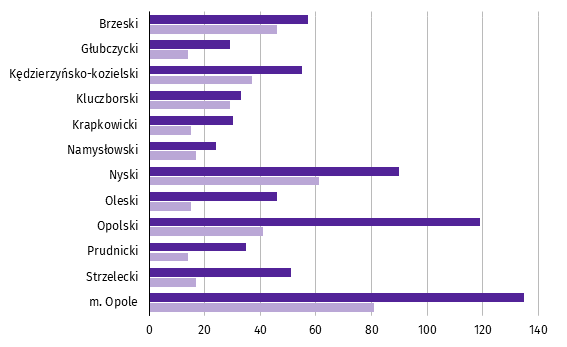 Brzeski
Głubczycki
Kędzierzyńsko-kozielski
Kluczborski
Krapkowicki
Namysłowski
Nyski
Oleski
Opolski
Prudnicki
Strzelecki
m. Opole
0 20 40 60 80 100 120 140